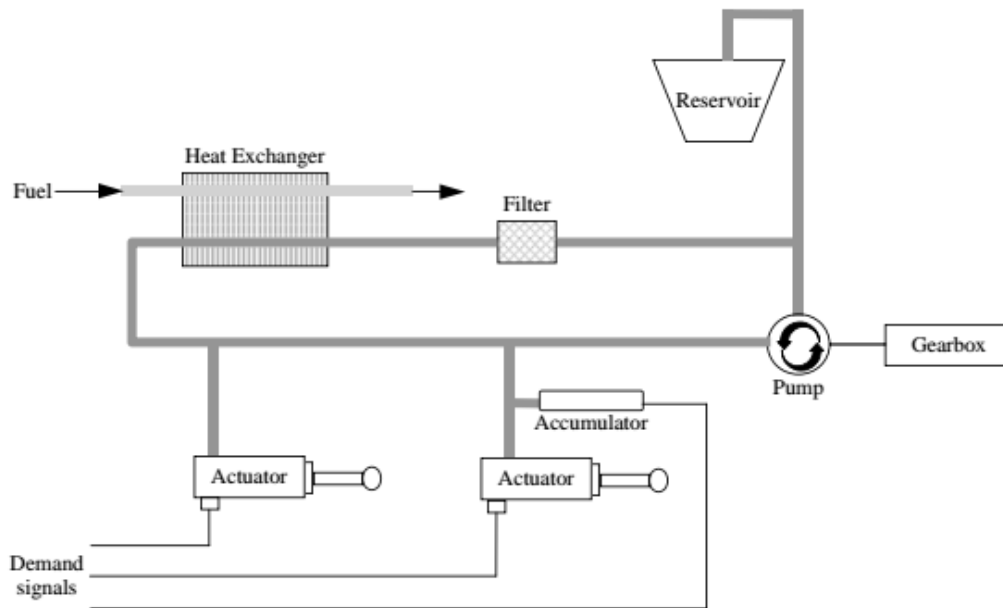 Reservoir
Heat Exchanger
Fuel
Filter
Gearbox
Pump
Accumulator
Actuator
Actuator
Demand
signals